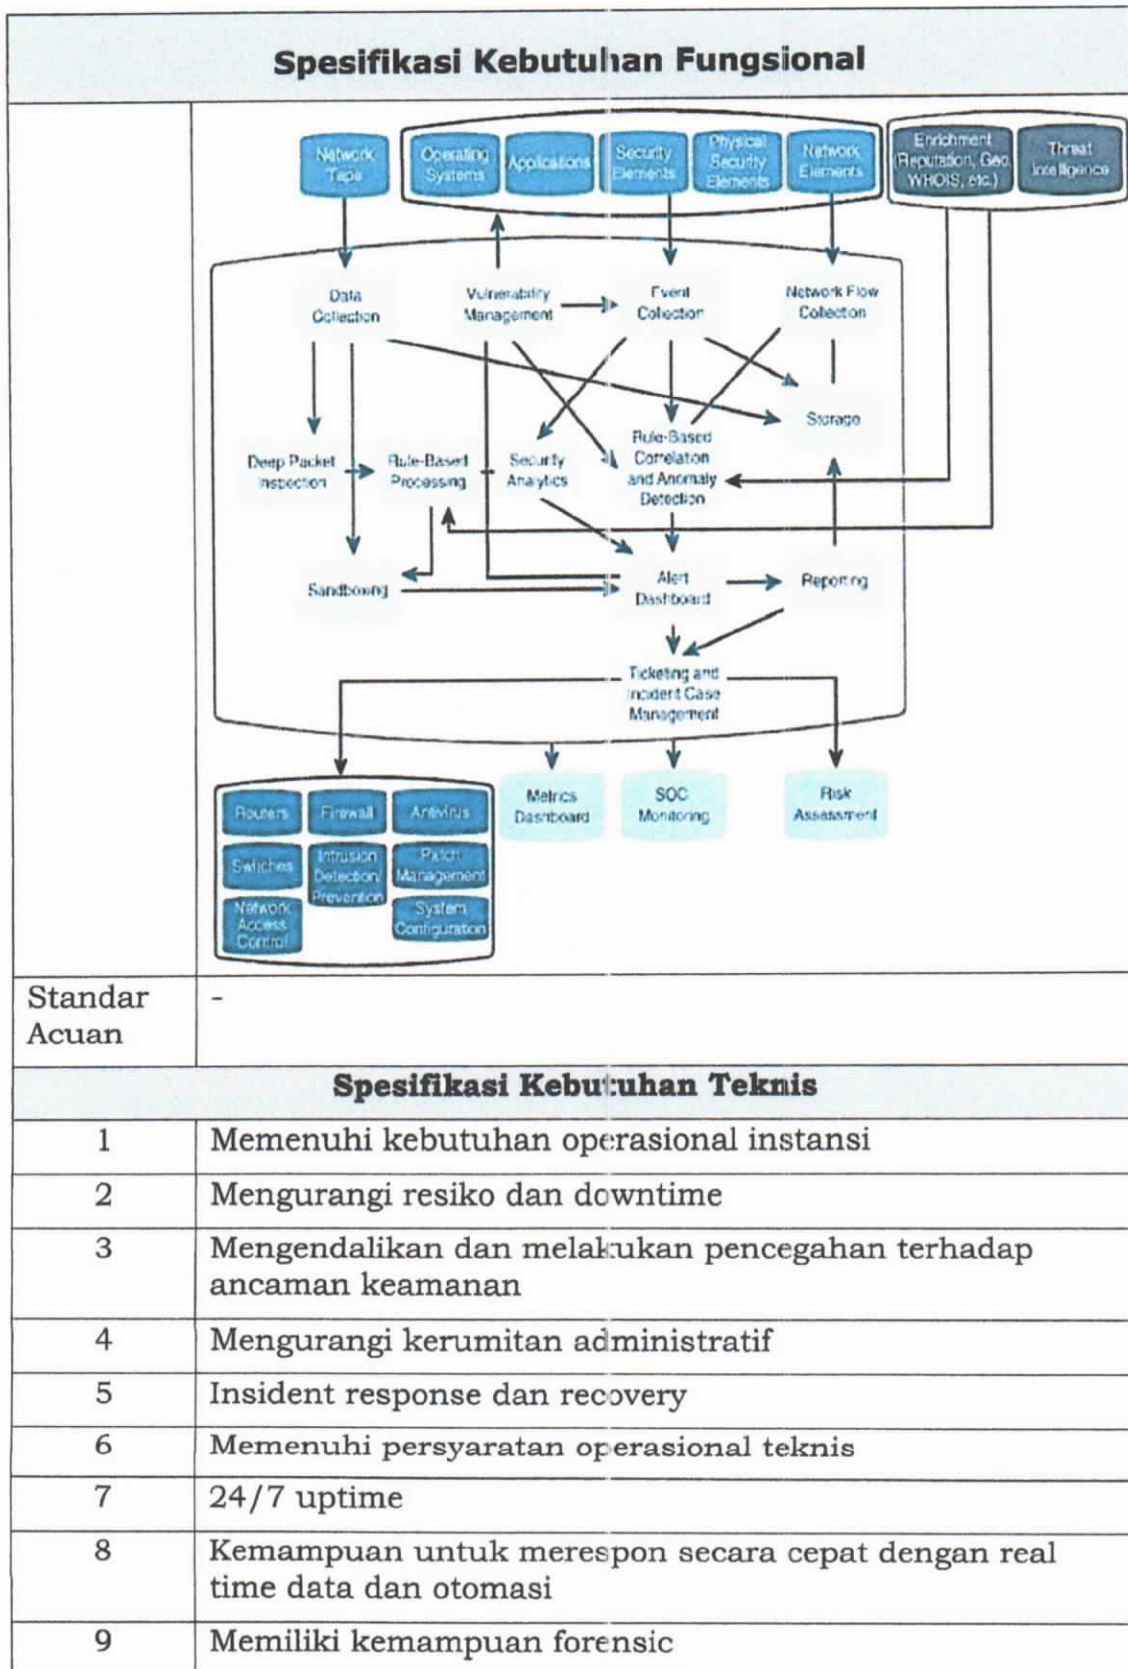 Spesifikasi Kebutuhan Fungsional
Network
Taps
Operating
Systems
Applications
Security
Elements
Physical
Security
Elements
Network
Elements
Enrichment
(Reputation, Geo,
WHOIS, etc.)
Threat
Intelligence
Data
Collection
Vulnerability
Management
Event
Collection
Network Flow
Collection
Storage
Deep Packet
Inspection
Rule-Based
Processing
Security
Analytics
Rule-Based
Correlation
and Anomaly
Detection
Sandboxing
Alert
Dashboard
Reporting
Ticketing and
Incident Case
Management
Routers
Firewall
Antivirus
Switches
Intrusion
Detection
Prevention
Patch
Management
Network
Access
Control
System
Configuration
Metrics
Dashboard
SOC
Monitoring
Risk
Assessment
Standar
Acuan
-
Spesifikasi Kebutuhan Teknis
1 Memenuhi kebutuhan operasional instansi
2 Mengurangi resiko dan downtime
3 Mengendalikan dan melakukan pencegahan terhadap
ancaman keamanan
4 Mengurangi kerumitan administratif
5 Insident response dan recovery
6 Memenuhi persyaratan operasional teknis
7 24/7 uptime
8 Kemampuan untuk merespon secara cepat dengan real
time data dan otomasi
9 Memiliki kemampuan forensic